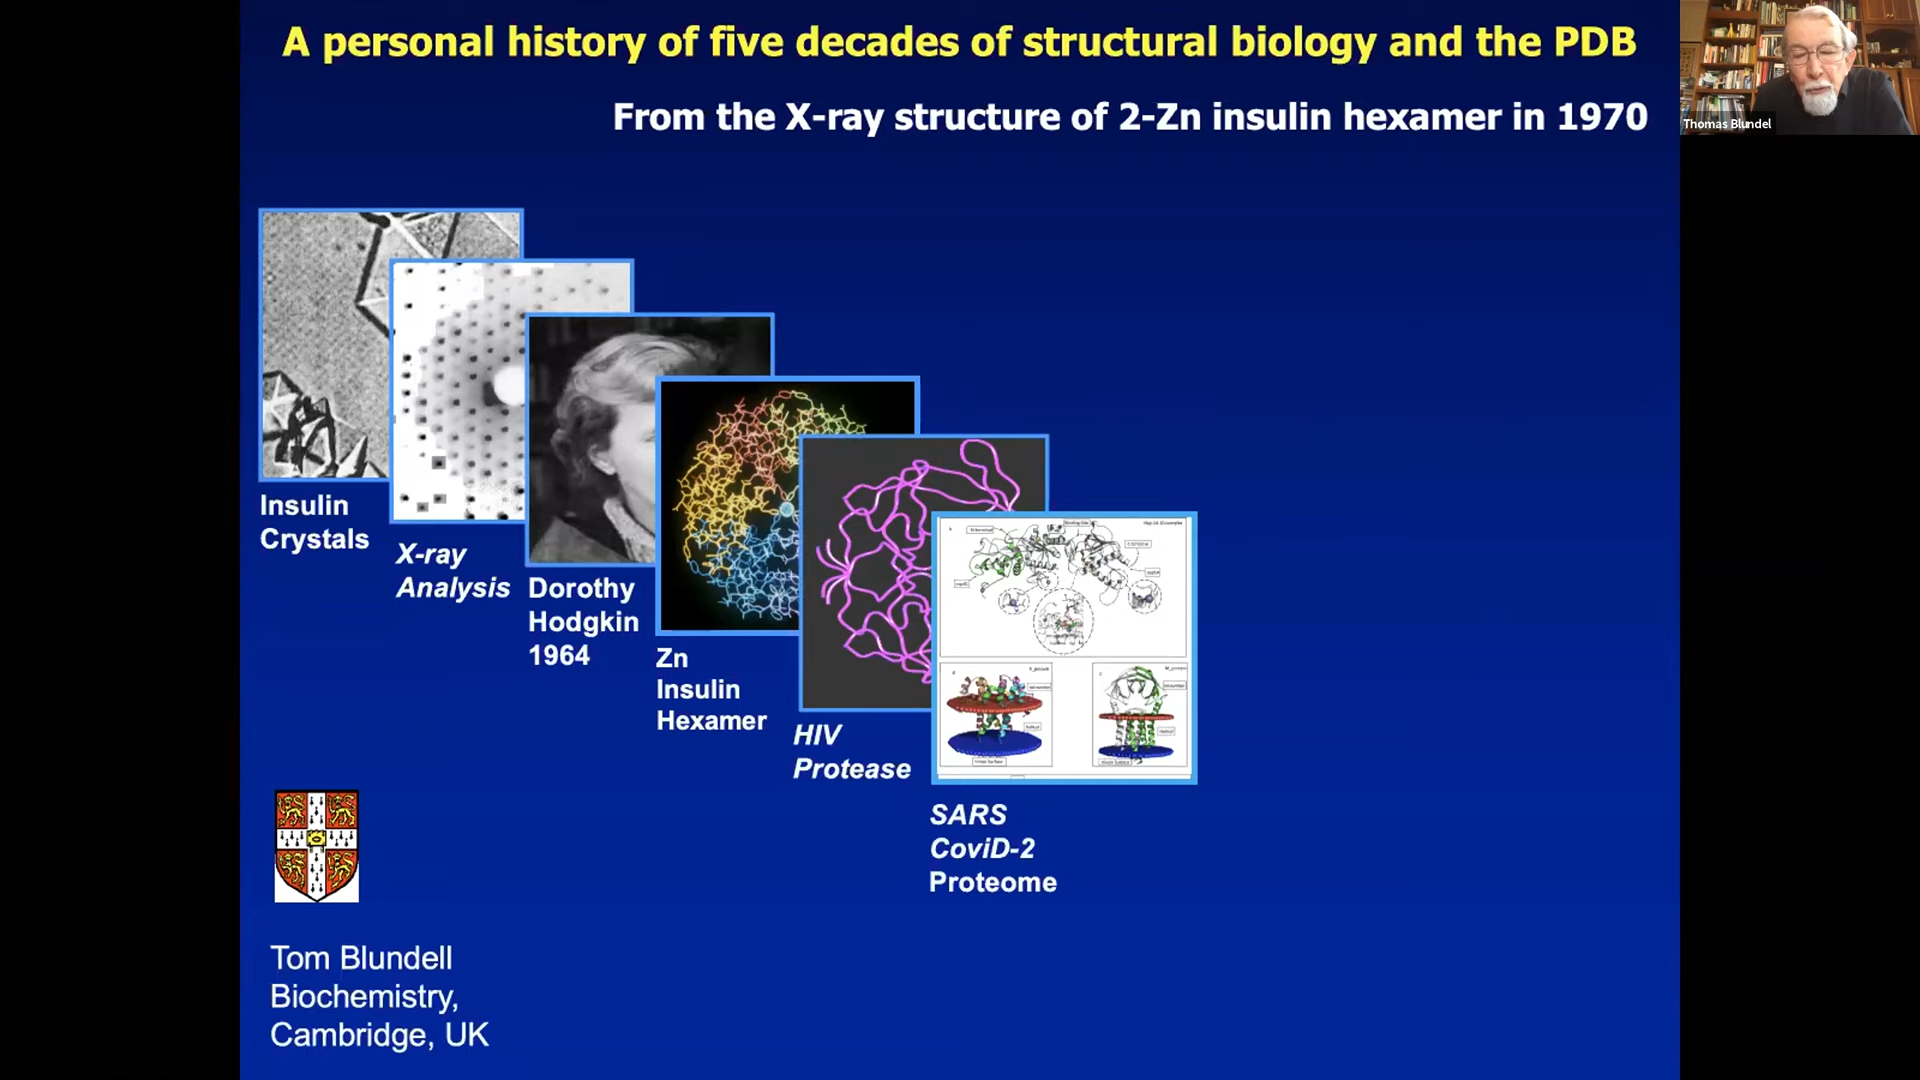 A personal history of five decades of structural biology and the PDB
From the X-ray structure of 2-Zn insulin hexamer in 1970
Thomas Blundel
Insulin
Crystals
X-ray
Analysis
Dorothy
Hodgkin
1964
Zn
Insulin
Hexamer
HIV
Protease
SARS
CoviD-2
Proteome
Tom Blundell
Biochemistry,
Cambridge, UK